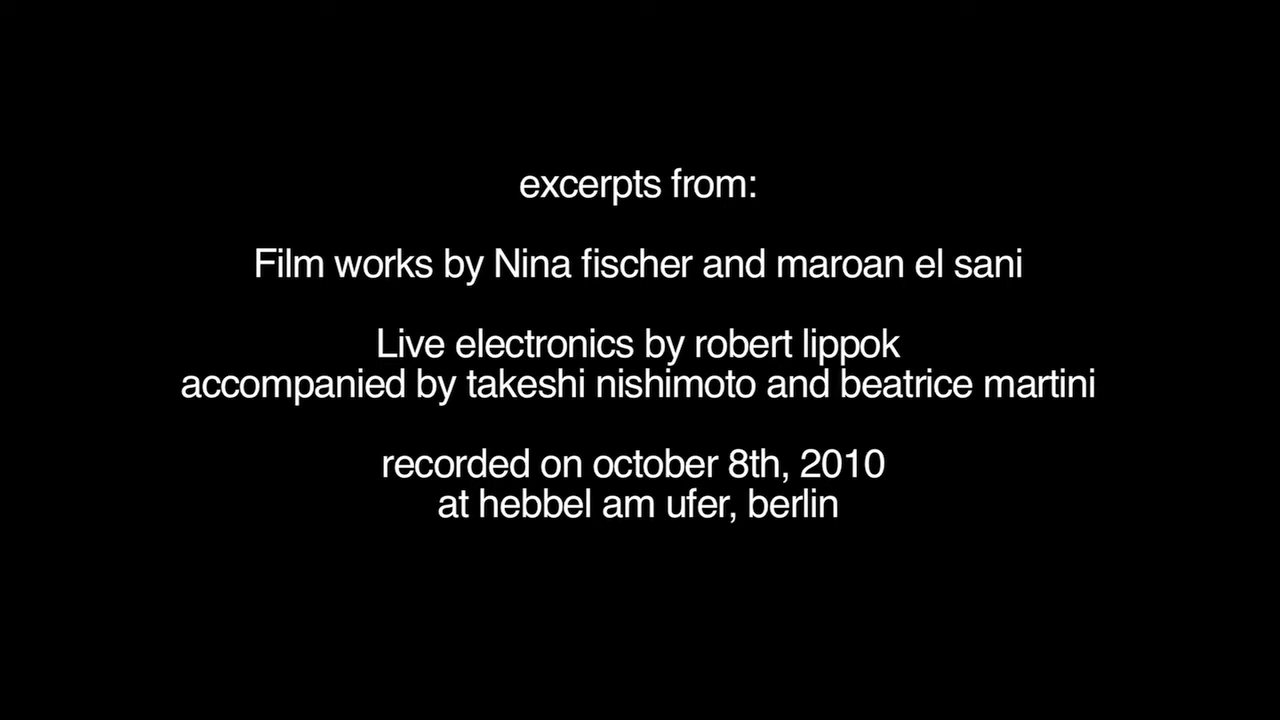 excerpts from:
Film works by Nina fischer and maroan el sani
Live electronics by robert lippok
accompanied by takeshi nishimoto and beatrice martini
recorded on october 8th, 2010
at hebbel am ufer, berlin